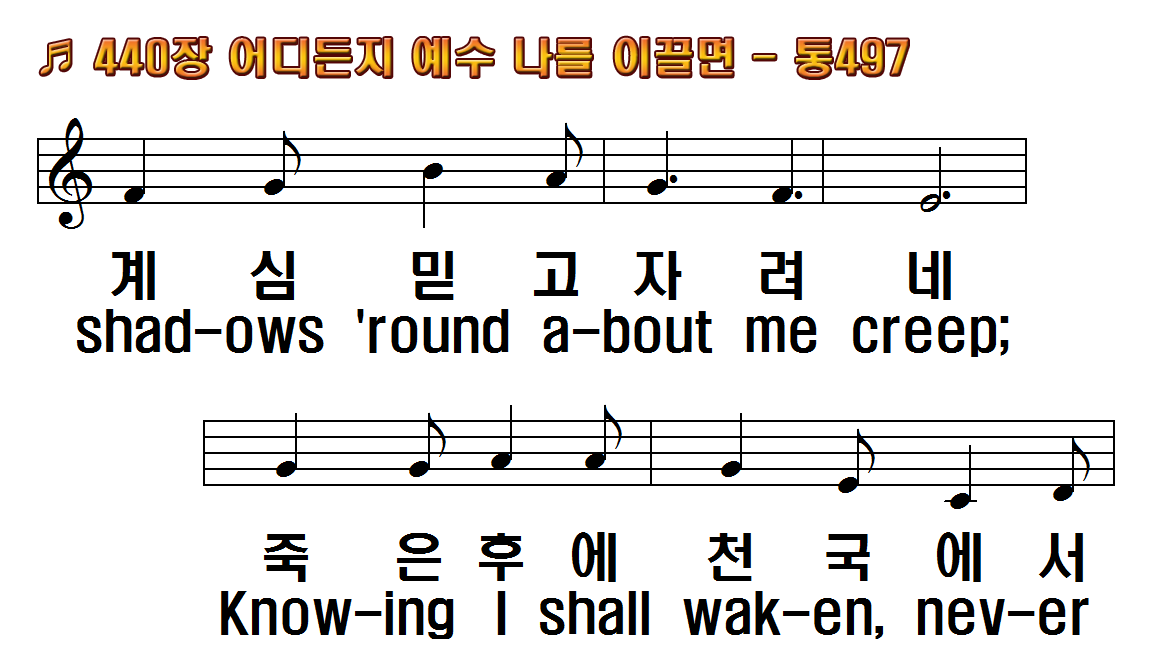 440장 어디든지 예수 나를 이끌면 - 통497
계 심 믿 고 자 려 네
shad-ows 'round a-bout me creep;
죽 은 후 에 천 국 에 서
Know-ing I shall wak-en, nev-er